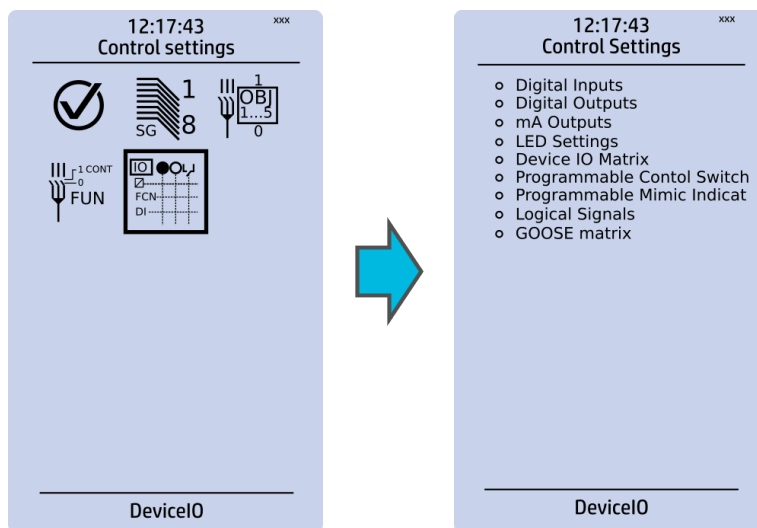 12:17:43
xxx
Control settings
1
SG 8
1
OBJ
1...5
0
1 CONT
0
FUN
IO
FCN
DI
DeviceIO
12:17:43
xxx
Control Settings
Digital Inputs
Digital Outputs
mA Outputs
LED Settings
Device IO Matrix
Programmable Contol Switch
Programmable Mimic Indicat
Logical Signals
GOOSE matrix
DeviceIO